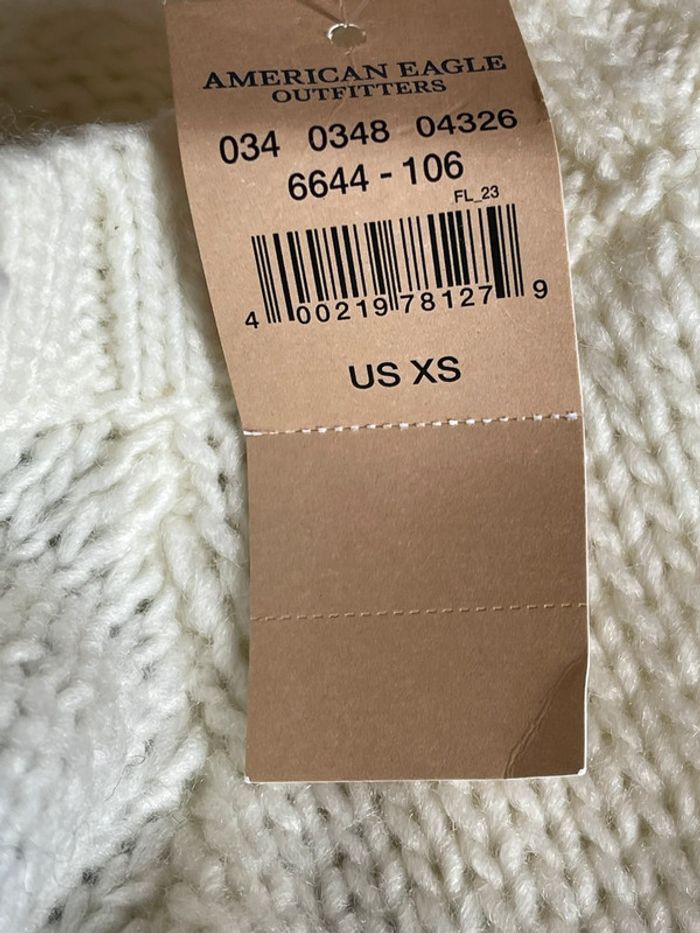 AMERICAN EAGLE
OUTFITTERS
034 0348 04326
6644 - 106
FL_23
4 00219 78127 9
US XS